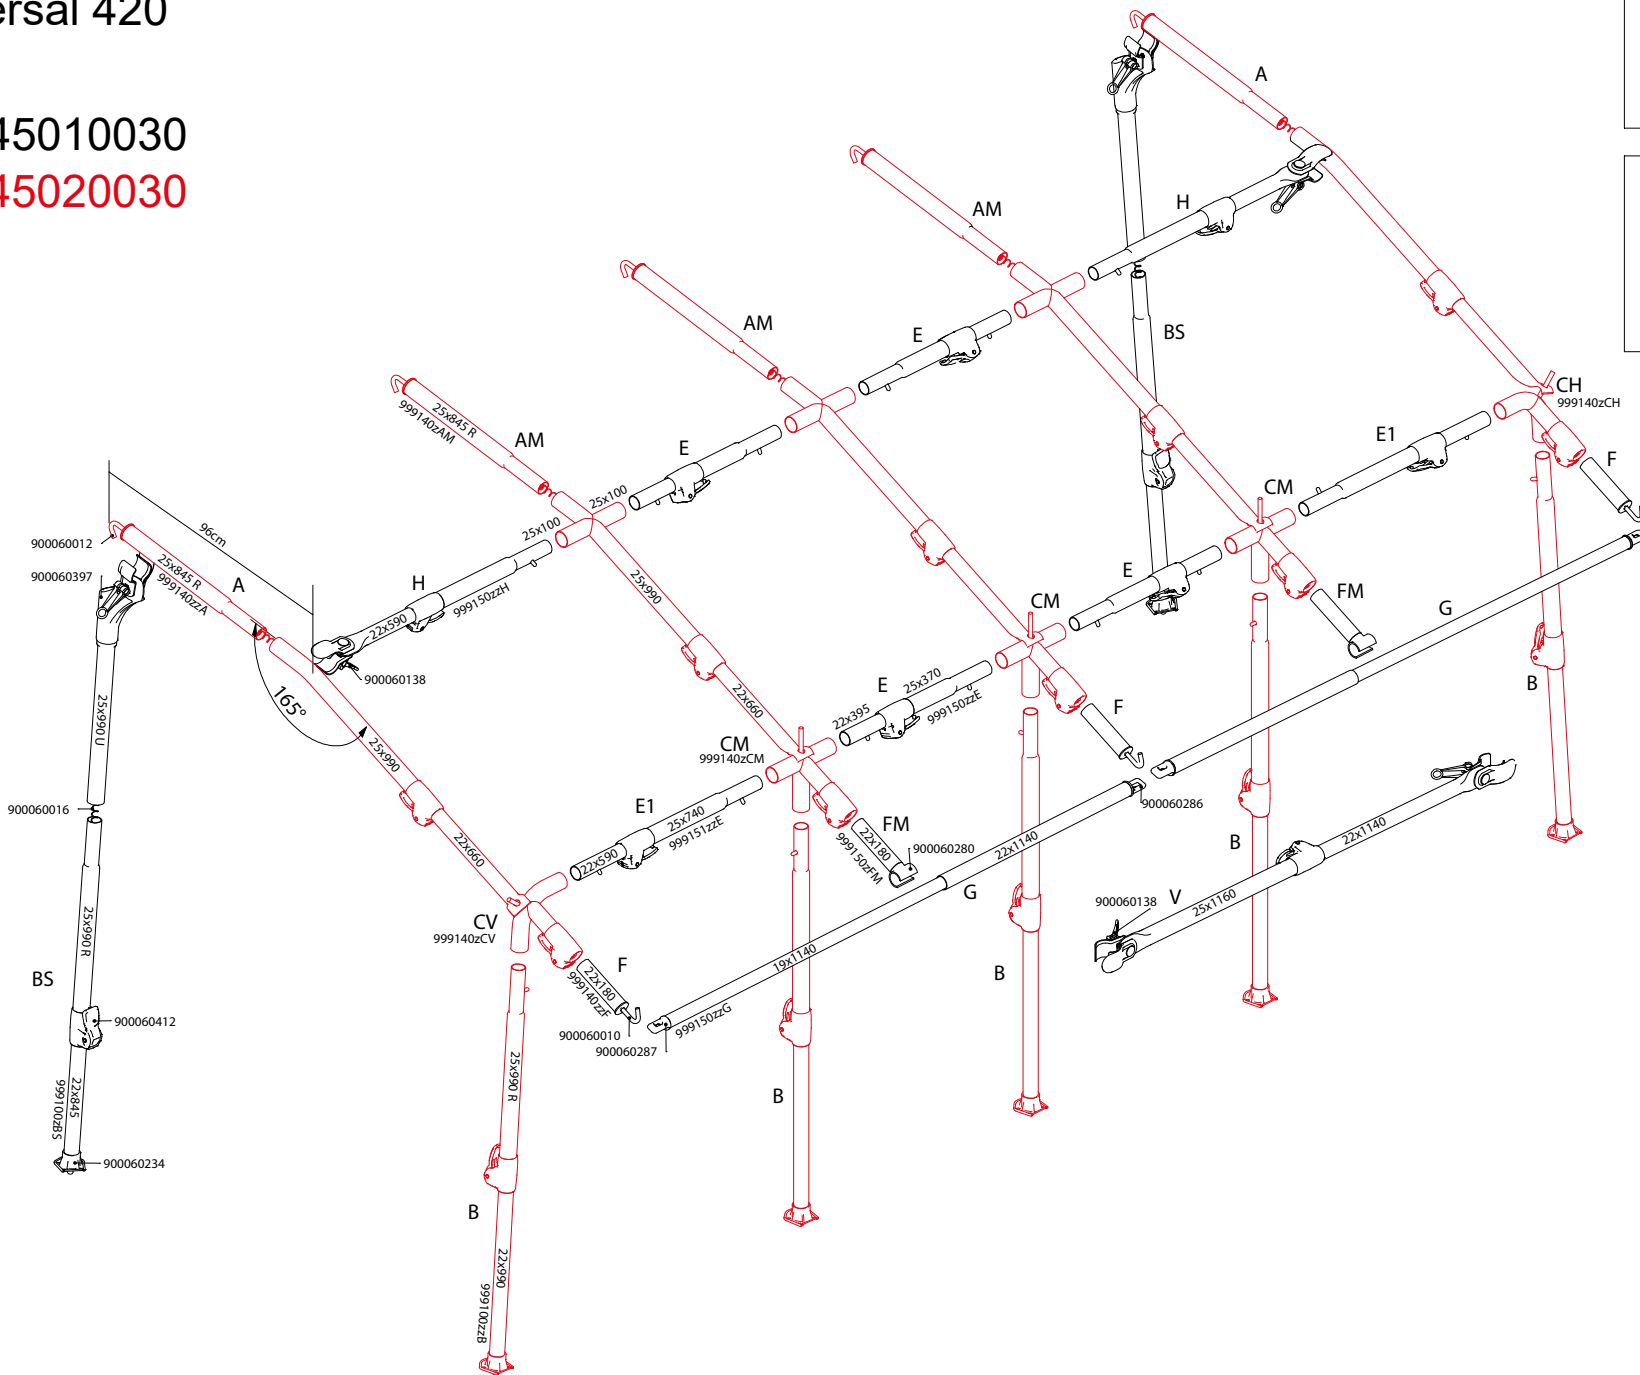 ersal 420
45010030
45020030
A
H
AM
BS
E
AM
CH
999140zCH
E1
F
AM
25x845 R
999140zAM
E
25x100
25x100
CM
96cm
900060012
900060397
25x845 R
999140zzA
A
H
22x590
999150zzH
900060138
165°
25x990
22x660
CM
E
FM
G
B
25x990 U
25x990
22x660
CM
999140zCM
E
22x395
25x370
999150zzE
F
900060286
900060016
E1
22x590
25x740
999151zzE
FM
22x180
999150zFM
900060280
22x1140
G
B
22x1140
25x1160
V
900060138
CV
999140zCV
25x990 R
BS
900060412
22x845
999100zBS
900060234
F
22x180
999140zzF
900060010
900060287
19x1140
999150zzG
B
B
25x990 R
B
22x990
999100zzB